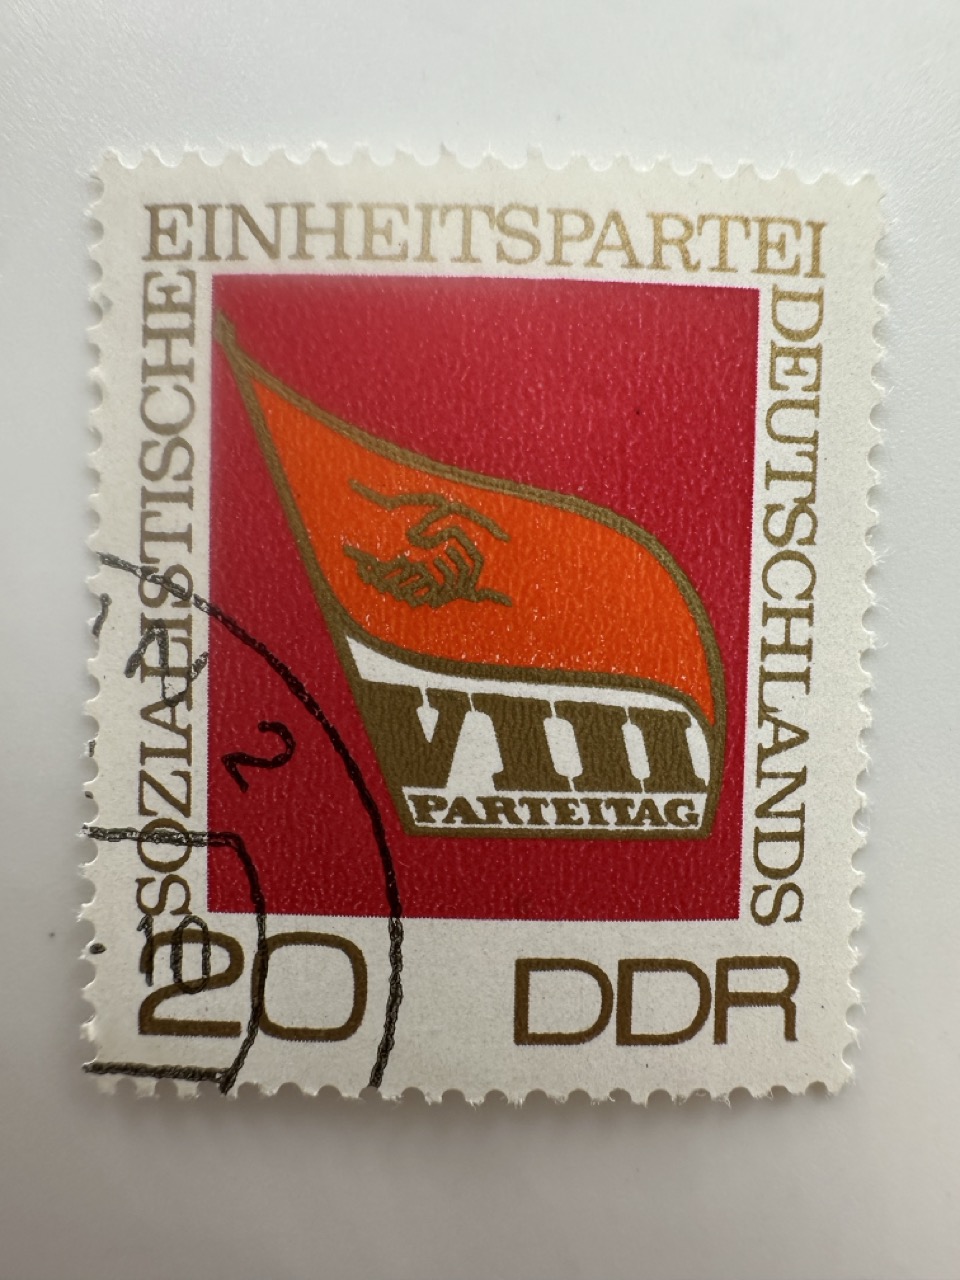 SOZIALISTISCHE
EINHEITSPARTEI
DEUTSCHLANDS
VIII
PARTEITAG
20
DDR